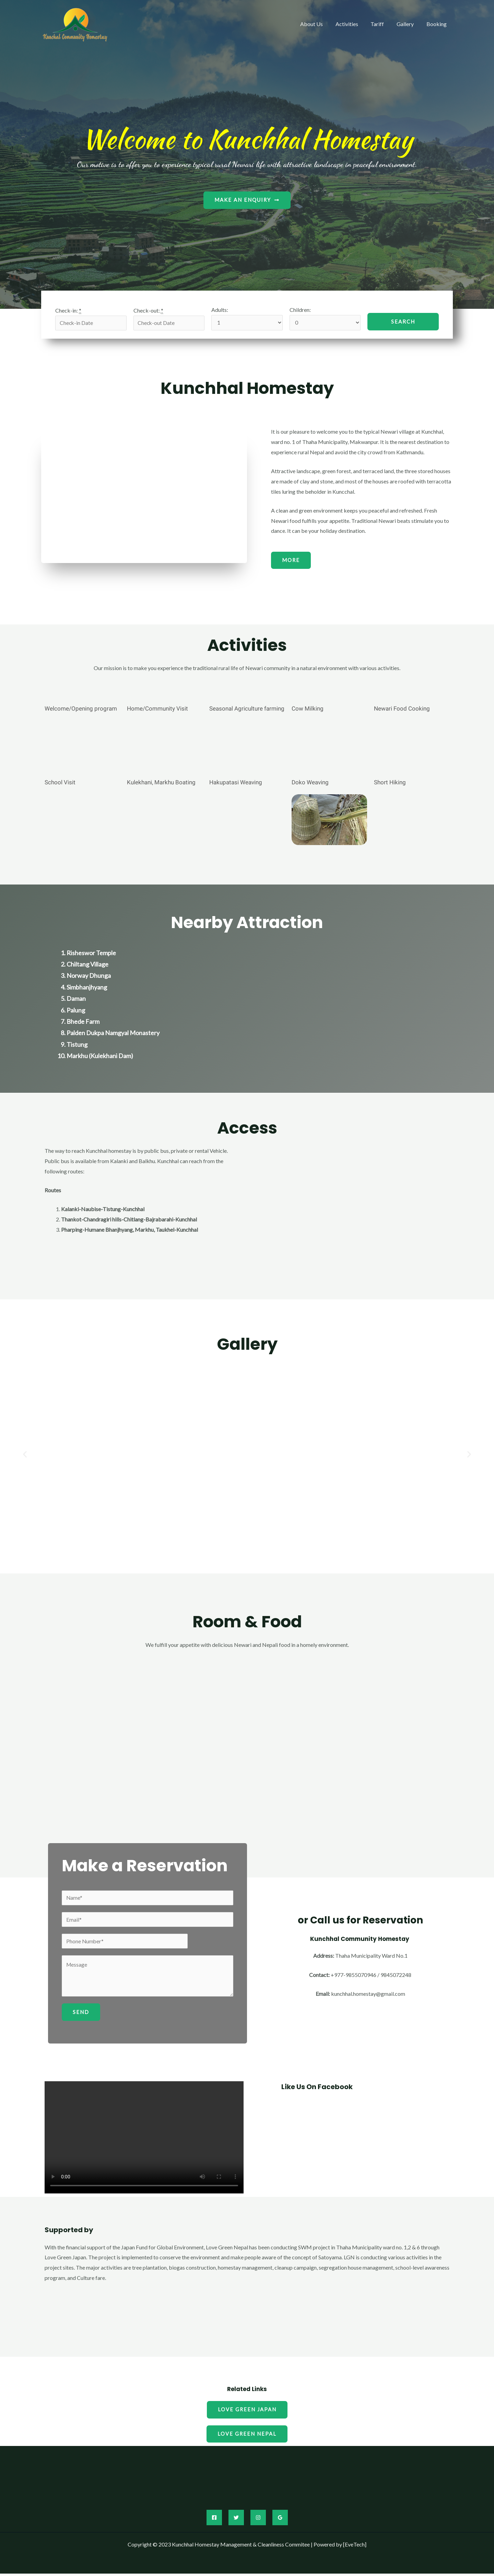 Kunchhal Community Homestay
About Us Activities Tariff Gallery Booking
Welcome to Kunchhal Homestay
Our motive is to offer you to experience typical rural Newari life with attractive landscape in peaceful environment.
MAKE AN ENQUIRY →
Check-in: * Check-out: * Adults: Children:
Check-in Date Check-out Date 1 0 SEARCH
Kunchhal Homestay
It is our pleasure to welcome you to the typical Newari village at Kunchhal,
ward no. 1 of Thaha Municipality, Makwanpur. It is the nearest destination to
experience rural Nepal and avoid the city crowd from Kathmandu.
Attractive landscape, green forest, and terraced land, the three stored houses
are made of clay and stone, and most of the houses are roofed with terracotta
tiles luring the beholder in Kuncchal.
A clean and green environment keeps you peaceful and refreshed. Fresh
Newari food fulfills your appetite. Traditional Newari beats stimulate you to
dance. It can be your holiday destination.
MORE
Activities
Our mission is to make you experience the traditional rural life of Newari community in a natural environment with various activities.
Welcome/Opening program Home/Community Visit Seasonal Agriculture farming Cow Milking Newari Food Cooking
School Visit Kulekhani, Markhu Boating Hakupatasi Weaving Doko Weaving Short Hiking
Nearby Attraction
1. Risheswor Temple
2. Chiltang Village
3. Norway Dhunga
4. Simbhanjhyang
5. Daman
6. Palung
7. Bhede Farm
8. Palden Dukpa Namgyal Monastery
9. Tistung
10. Markhu (Kulekhani Dam)
Access
The way to reach Kunchhal homestay is by public bus, private or rental Vehicle.
Public bus is available from Kalanki and Balkhu. Kunchhal can reach from the
following routes:
Routes
1. Kalanki-Naubise-Tistung-Kunchhal
2. Thankot-Chandragiri hills-Chitlang-Bajrabarahi-Kunchhal
3. Pharping-Humane Bhanjhyang, Markhu, Taukhel-Kunchhal
Gallery
Room & Food
We fulfill your appetite with delicious Newari and Nepali food in a homely environment.
Make a Reservation
Name*
Email*
Phone Number*
Message
SEND
or Call us for Reservation
Kunchhal Community Homestay
Address: Thaha Municipality Ward No.1
Contact: +977-9855070946 / 9845072248
Email: kunchhal.homestay@gmail.com
0:00
Like Us On Facebook
Supported by
With the financial support of the Japan Fund for Global Environment, Love Green Nepal has been conducting SWM project in Thaha Municipality ward no. 1,2 & 6 through
Love Green Japan. The project is implemented to conserve the environment and make people aware of the concept of Satoyama. LGN is conducting various activities in the
project sites. The major activities are tree plantation, biogas construction, homestay management, cleanup campaign, segregation house management, school-level awareness
program, and Culture fare.
Related Links
LOVE GREEN JAPAN
LOVE GREEN NEPAL
Copyright © 2023 Kunchhal Homestay Management & Cleanliness Commitee | Powered by [EveTech]